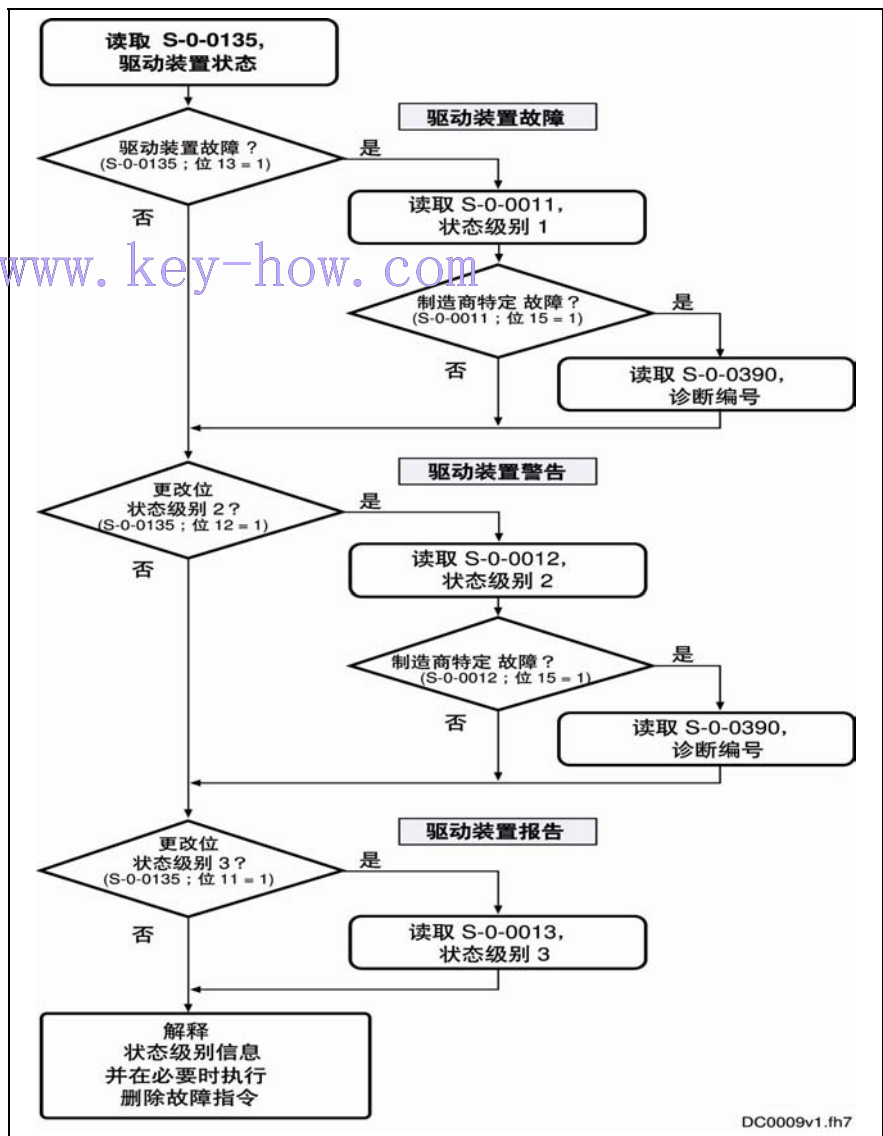 读取 S-0-0135,
驱动装置状态
驱动装置故障
驱动装置故障？
(S-0-0135；位 13 = 1)
是
否
读取 S-0-0011,
状态级别 1
www.key-how.com
制造商特定 故障？
(S-0-0011；位 15 = 1)
是
否
读取 S-0-0390,
诊断编号
驱动装置警告
更改位
状态级别 2？
(S-0-0135；位 12 = 1)
是
否
读取 S-0-0012,
状态级别 2
制造商特定 故障？
(S-0-0012；位 15 = 1)
是
否
读取 S-0-0390,
诊断编号
驱动装置报告
更改位
状态级别 3？
(S-0-0135；位 11 = 1)
是
否
读取 S-0-0013,
状态级别 3
解释
状态级别信息
并在必要时执行
删除故障指令
DC0009v1.fh7